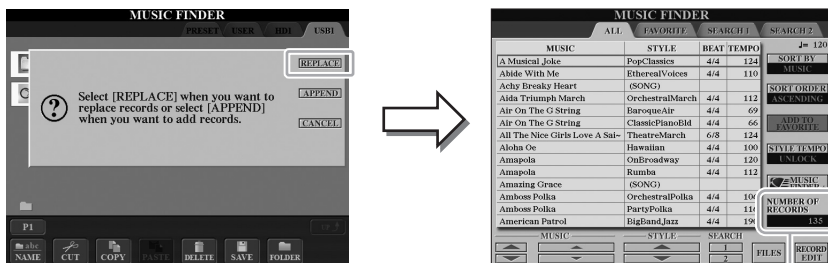 MUSIC FINDER
PRESET USER HD1 USB1
REPLACE
Select [REPLACE] when you want to
replace records or select [APPEND]
when you want to add records.
APPEND
CANCEL
P1
UP
abc
NAME CUT COPY PASTE DELETE SAVE FOLDER
MUSIC FINDER
ALL FAVORITE SEARCH 1 SEARCH 2
MUSIC STYLE BEAT TEMPO
A Musical Joke PopClassics 4/4 124
Abide With Me EtherealVoices 4/4 110
Achy Breaky Heart (SONG)
Aida Triumph March OrchestralMarch 4/4 112
Air On The G String BaroqueAir 4/4 69
Air On The G String ClassicPianoBld 4/4 66
All The Nice Girls Love A Sai~ TheatreMarch 6/8 124
Aloha Oe Hawaiian 4/4 100
Amapola OnBroadway 4/4 120
Amapola Rumba 4/4 112
Amazing Grace (SONG)
Amboss Polka OrchestralPolka 4/4
Amboss Polka PartyPolka 4/4
American Patrol BigBandJazz 4/4
♩= 120
SORT BY
MUSIC
SORT ORDER
ASCENDING
ADD TO
FAVORITE
STYLE TEMPO
UNLOCK
MUSIC
FINDER +
NUMBER OF
RECORDS
135
MUSIC STYLE SEARCH
1
2
FILES
RECORD
EDIT